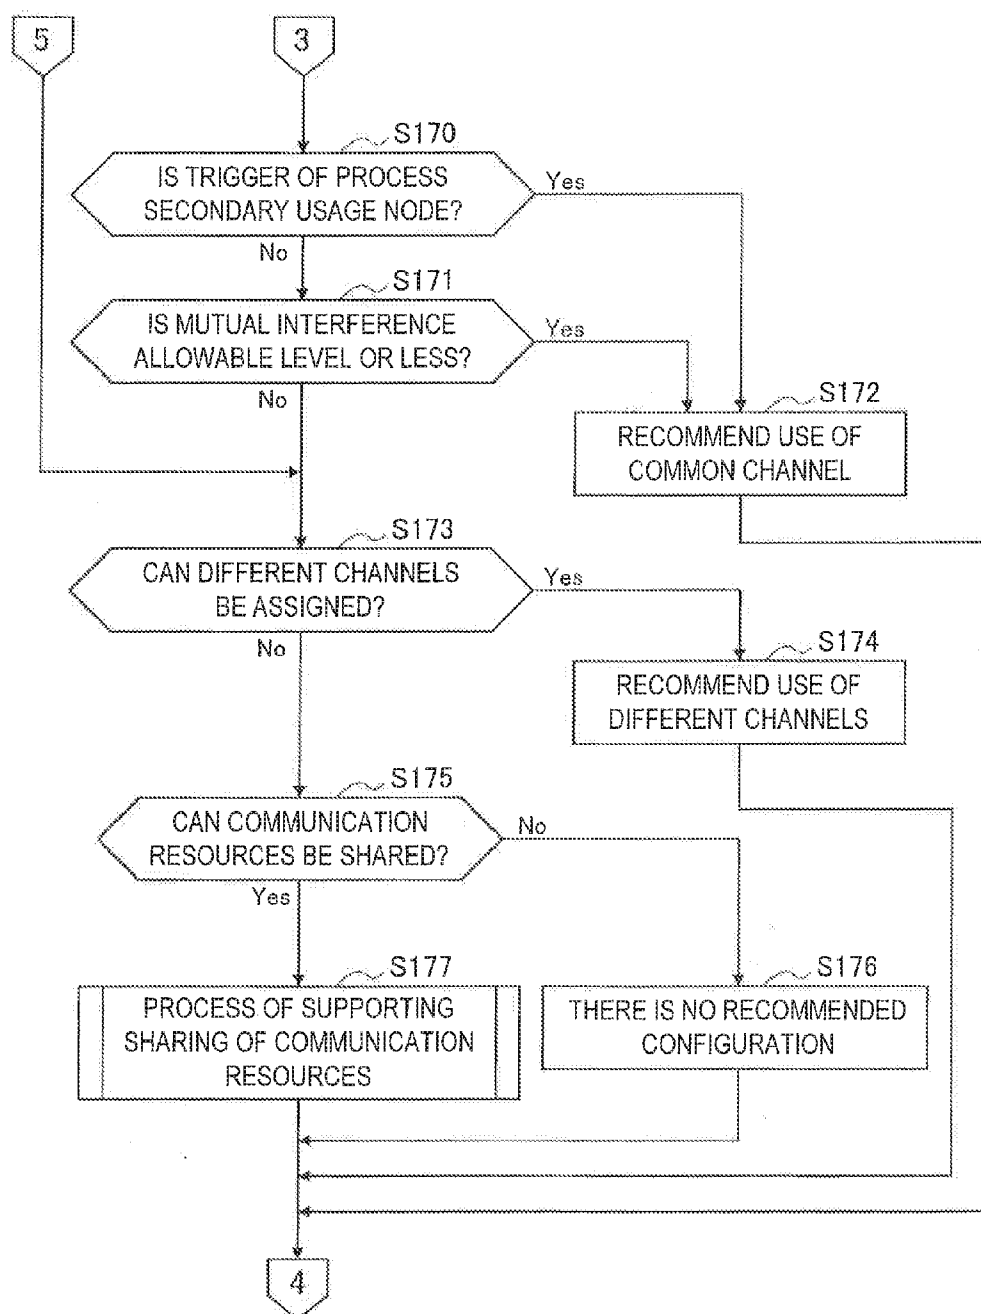 5
3
S170
IS TRIGGER OF PROCESS
SECONDARY USAGE NODE?
Yes
No
S171
IS MUTUAL INTERFERENCE
ALLOWABLE LEVEL OR LESS?
Yes
No
S172
RECOMMEND USE OF
COMMON CHANNEL
S173
CAN DIFFERENT CHANNELS
BE ASSIGNED?
Yes
No
S174
RECOMMEND USE OF
DIFFERENT CHANNELS
S175
CAN COMMUNICATION
RESOURCES BE SHARED?
No
Yes
S177
PROCESS OF SUPPORTING
SHARING OF COMMUNICATION
RESOURCES
S176
THERE IS NO RECOMMENDED
CONFIGURATION
4